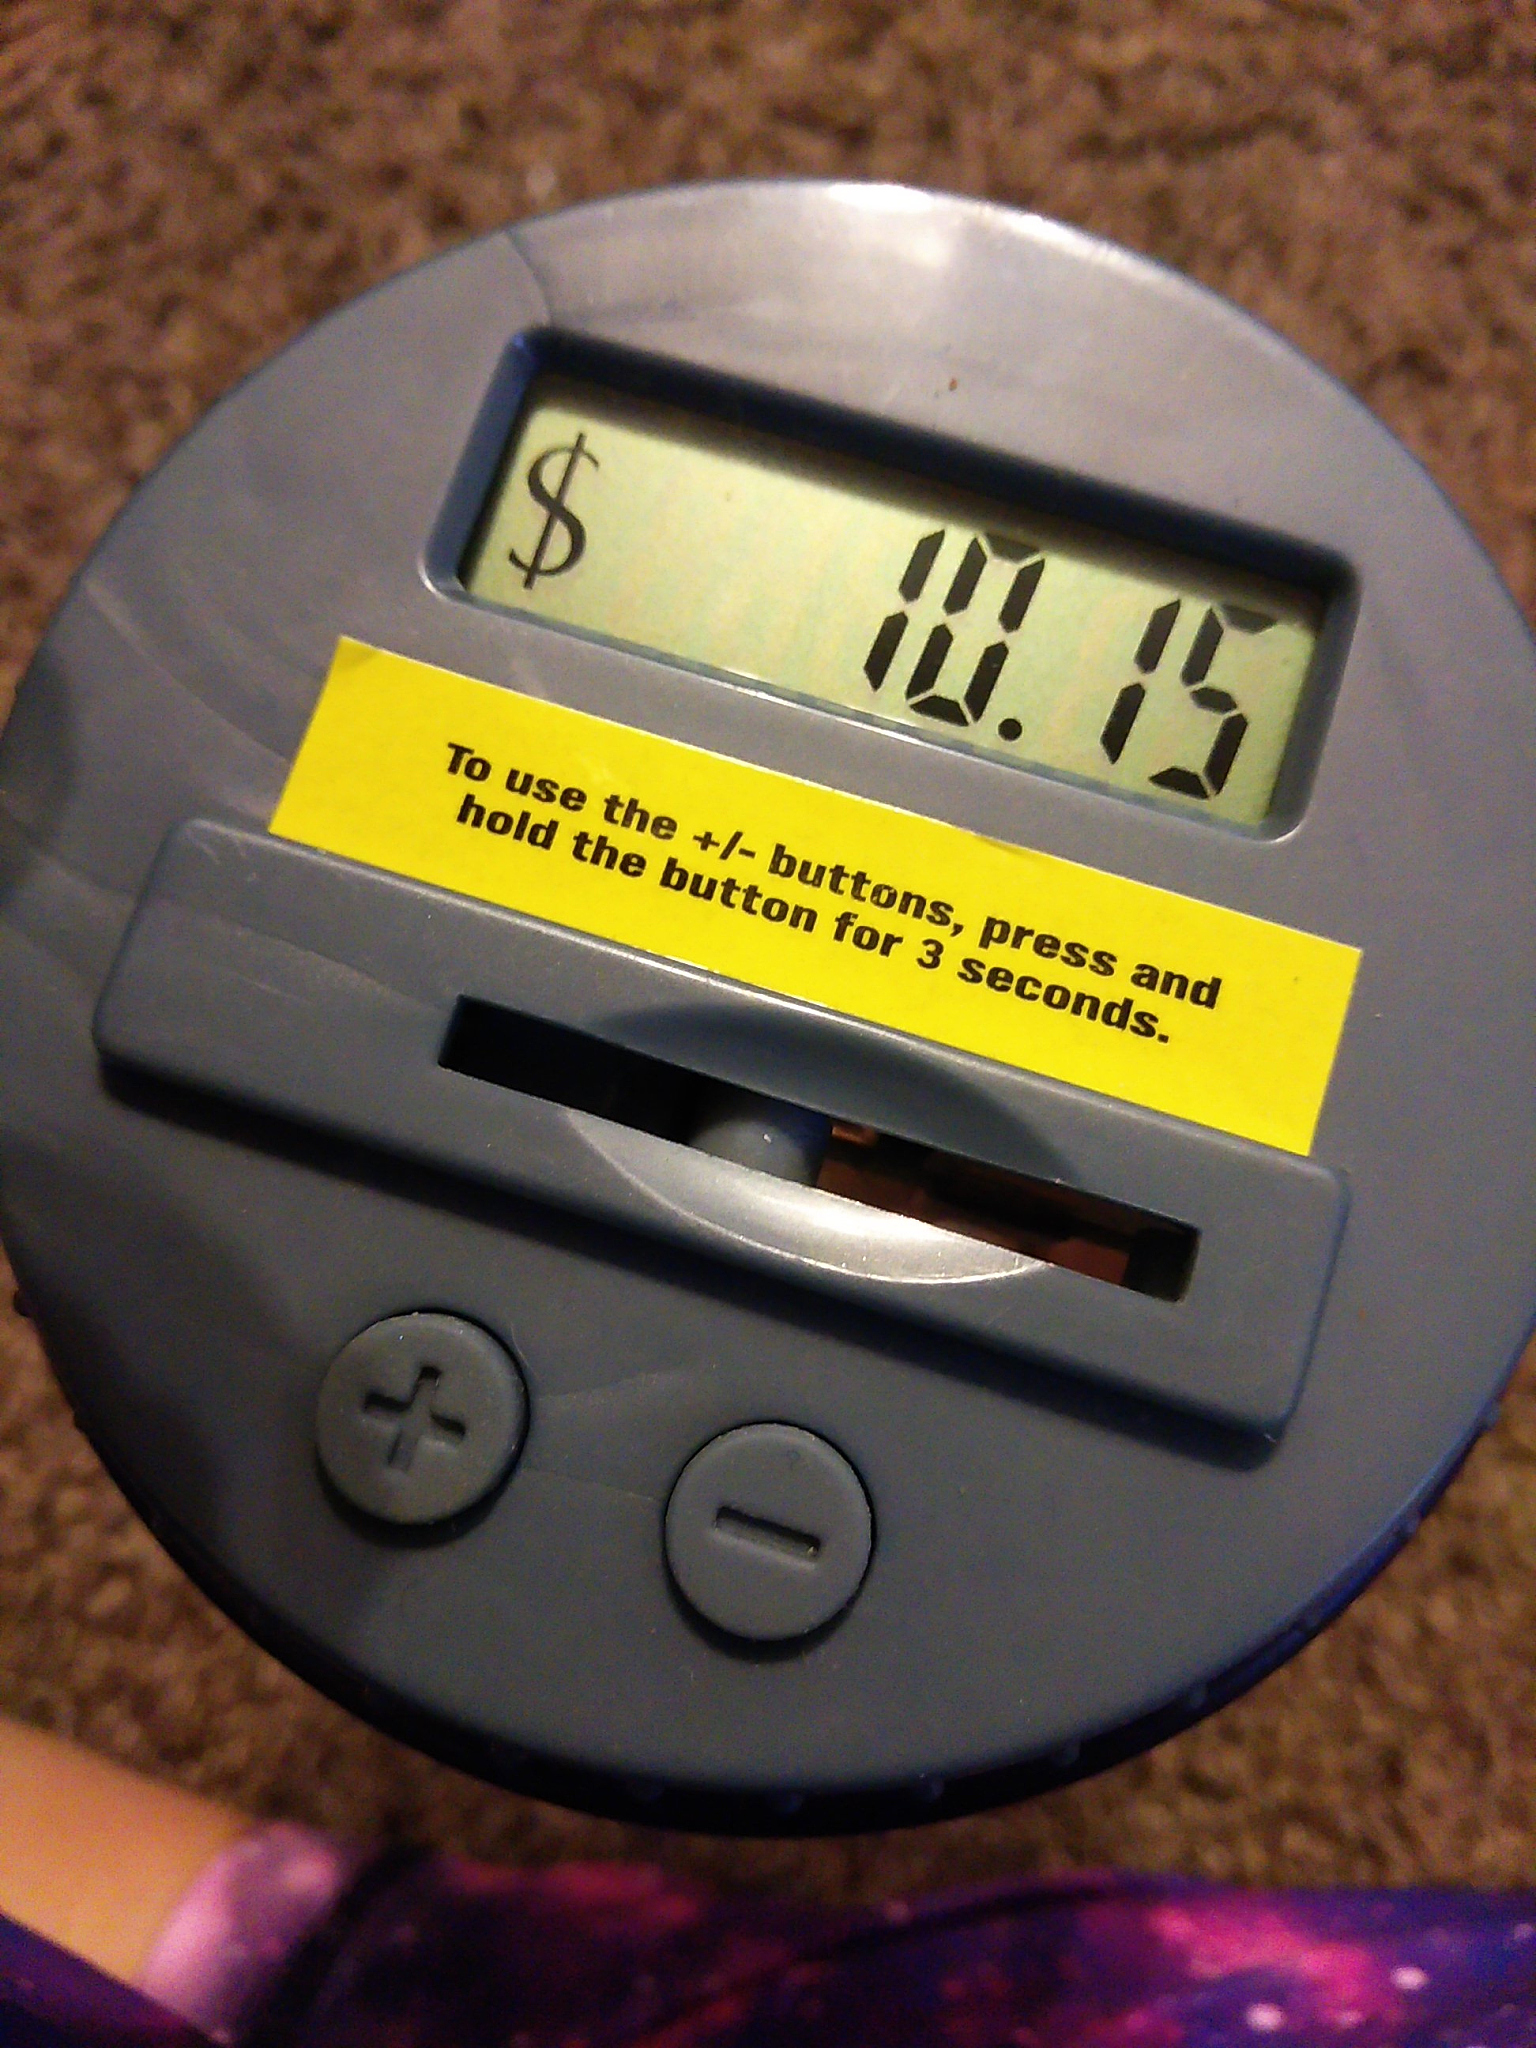 $ 10.15
To use the +/- buttons, press and
hold the button for 3 seconds.
+ -